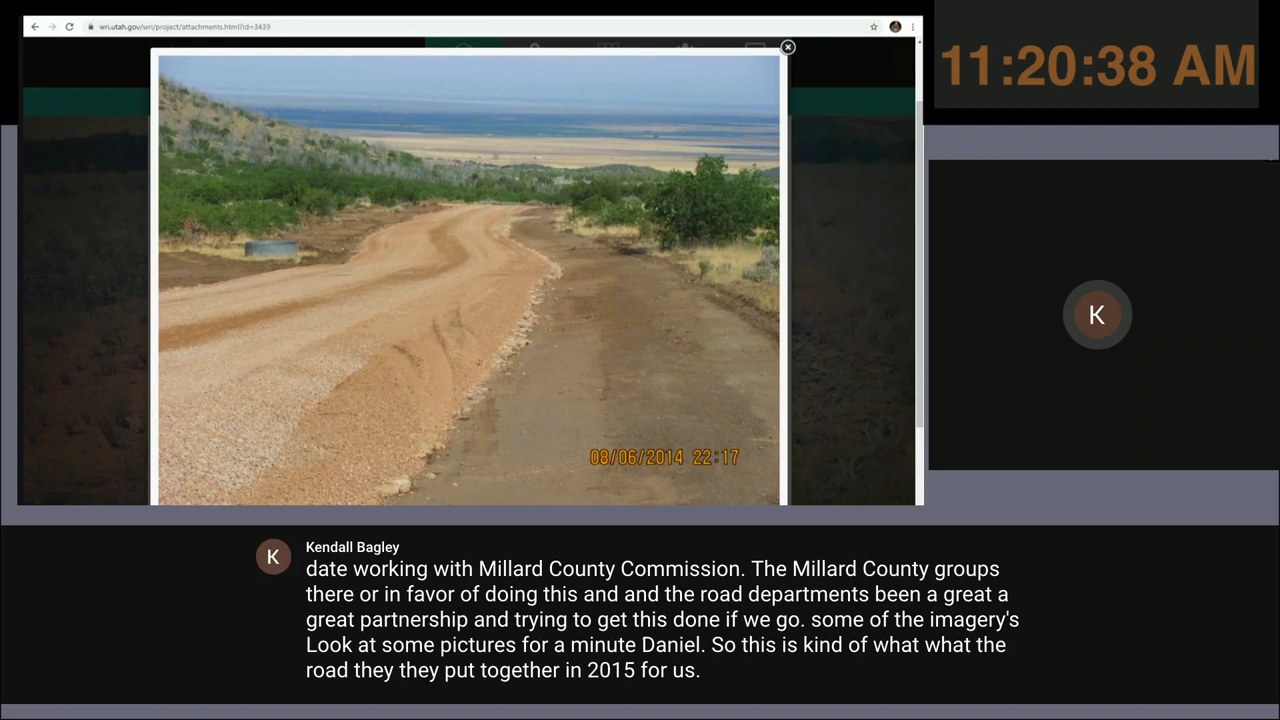 wri.utah.gov/wri/project/attachments.html?id=3439
11:20:38 AM
K
08/06/2014 22:17
K
Kendall Bagley
date working with Millard County Commission. The Millard County groups
there or in favor of doing this and and the road departments been a great a
great partnership and trying to get this done if we go. some of the imagery's
Look at some pictures for a minute Daniel. So this is kind of what what the
road they they put together in 2015 for us.